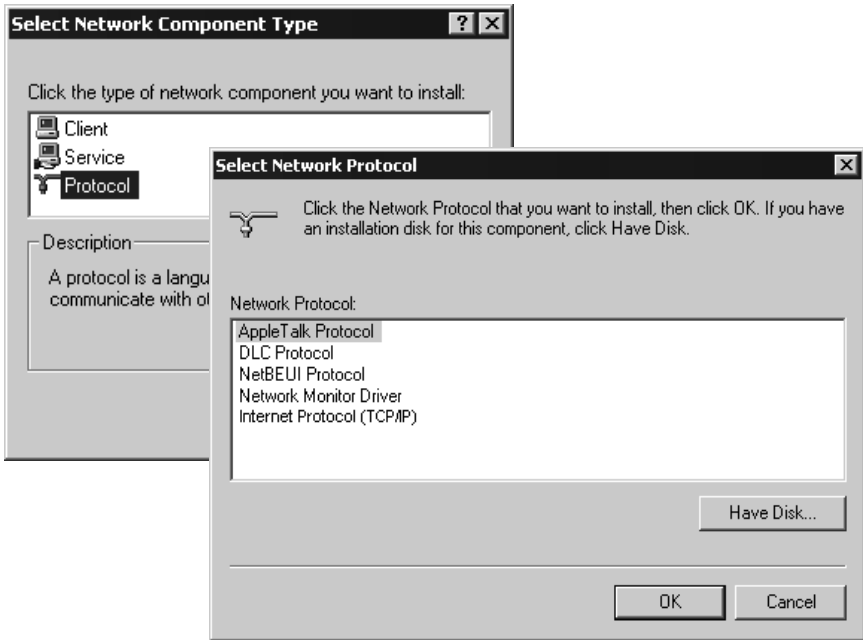 Select Network Component Type
Click the type of network component you want to install:
Client
Service
Protocol
Description
A protocol is a langu
communicate with ot
Select Network Protocol
Click the Network Protocol that you want to install, then click OK. If you have
an installation disk for this component, click Have Disk.
Network Protocol:
AppleTalk Protocol
DLC Protocol
NetBEUI Protocol
Network Monitor Driver
Internet Protocol (TCP/IP)
Have Disk...
OK
Cancel